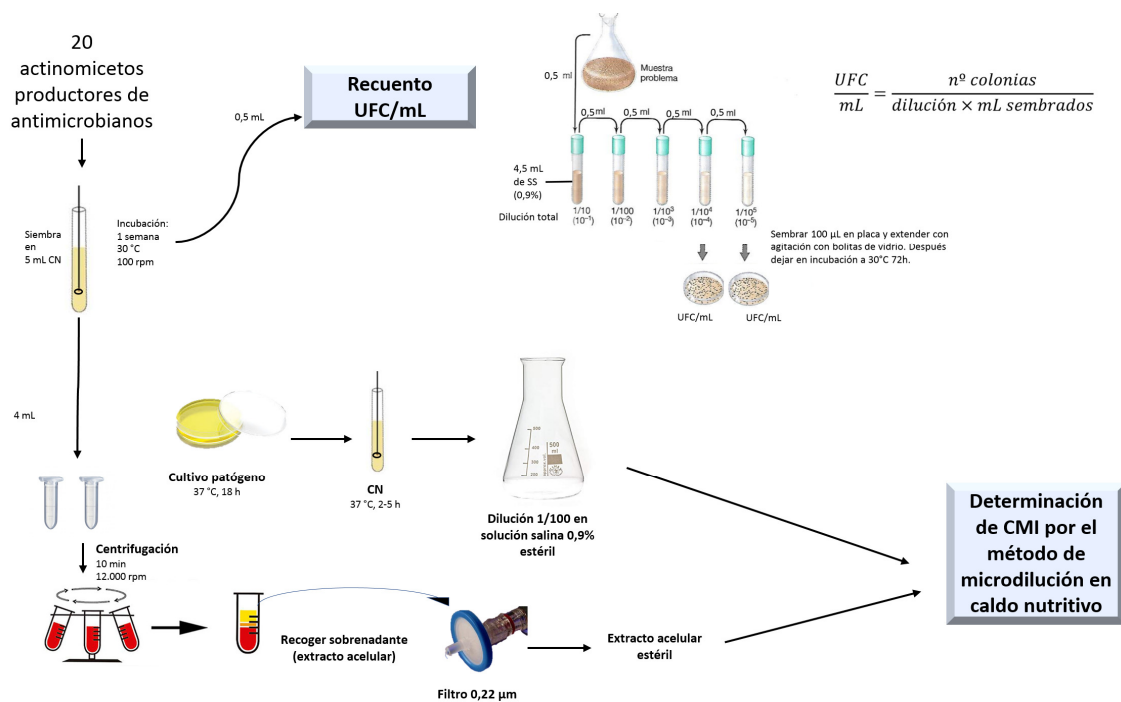 20
actinomicetos
productores de
antimicrobianos
Siembra
en
5 mL CN
Incubación:
1 semana
30 °C
100 rpm
0,5 mL
Recuento
UFC/mL
0,5 ml
Muestra
problema
0,5 ml
0,5 ml
0,5 ml
0,5 ml
4,5 mL
de SS
(0,9%)
Dilución total
1/10
(10⁻¹)
1/100
(10⁻²)
1/10³
(10⁻³)
1/10⁴
(10⁻⁴)
1/10⁵
(10⁻⁵)
Sembrar 100 µL en placa y extender con
agitación con bolitas de vidrio. Después
dejar en incubación a 30°C 72h.
UFC/mL
UFC/mL
UFC/mL = nº colonias / dilución × mL sembrados
4 mL
Cultivo patógeno
37 °C, 18 h
CN
37 °C, 2-5 h
500
ml
Dilución 1/100 en
solución salina 0,9%
estéril
Centrifugación
10 min
12.000 rpm
Recoger sobrenadante
(extracto acelular)
Filtro 0,22 µm
Extracto acelular
estéril
Determinación
de CMI por el
método de
microdilución en
caldo nutritivo